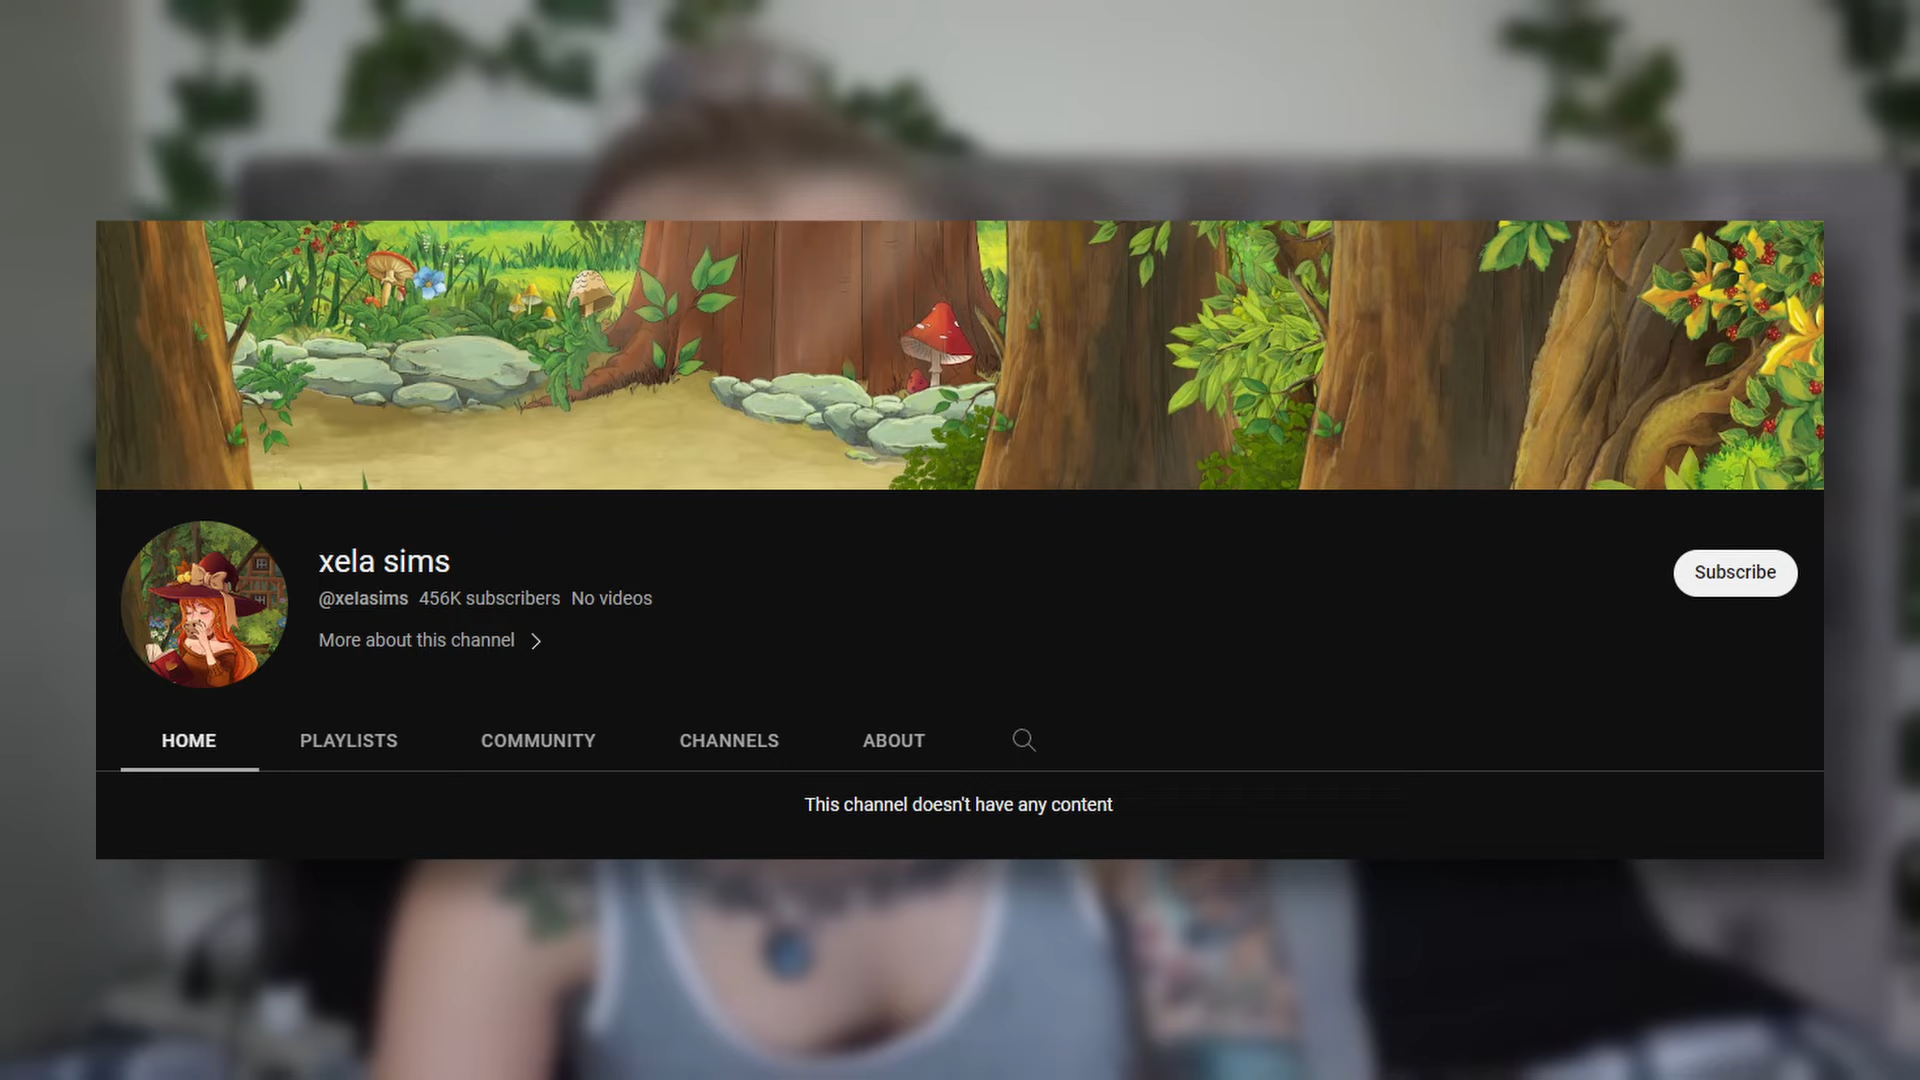 xela sims
@xelasims 456K subscribers No videos
More about this channel
Subscribe
HOME PLAYLISTS COMMUNITY CHANNELS ABOUT
This channel doesn't have any content